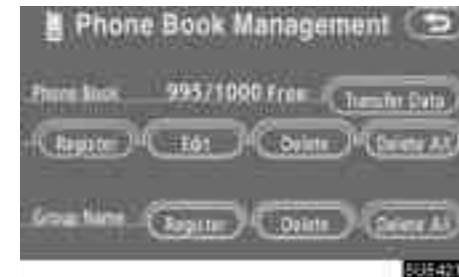 Phone Book Management
Phone Book 995/1000 Free Transfer Data
Register Edit Delete Delete All
Group Name Register Delete Delete All